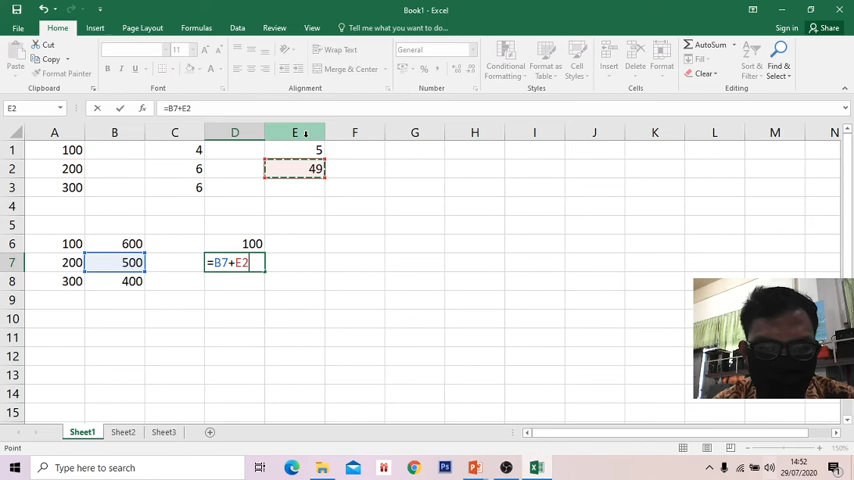 Book1 - Excel
Sign in
Share
File Home Insert Page Layout Formulas Data Review View Tell me what you want to do...
Paste
Cut
Copy
Format Painter
Clipboard
11
B I U
Font
Wrap Text
Merge & Center
Alignment
General
Number
Conditional Formatting
Format as Table
Cell Styles
Styles
Insert Delete Format
Cells
AutoSum
Fill
Clear
Sort & Filter
Find & Select
Editing
E2 fx =B7+E2
A B C D E F G H I J K L M N
1 100 4 5
2 200 6 49
3 300 6
4
5
6 100 600 100
7 200 500 =B7+E2
8 300 400
9
10
11
12
13
14
15
Sheet1 Sheet2 Sheet3
Point 150%
Type here to search
14:52
29/07/2020